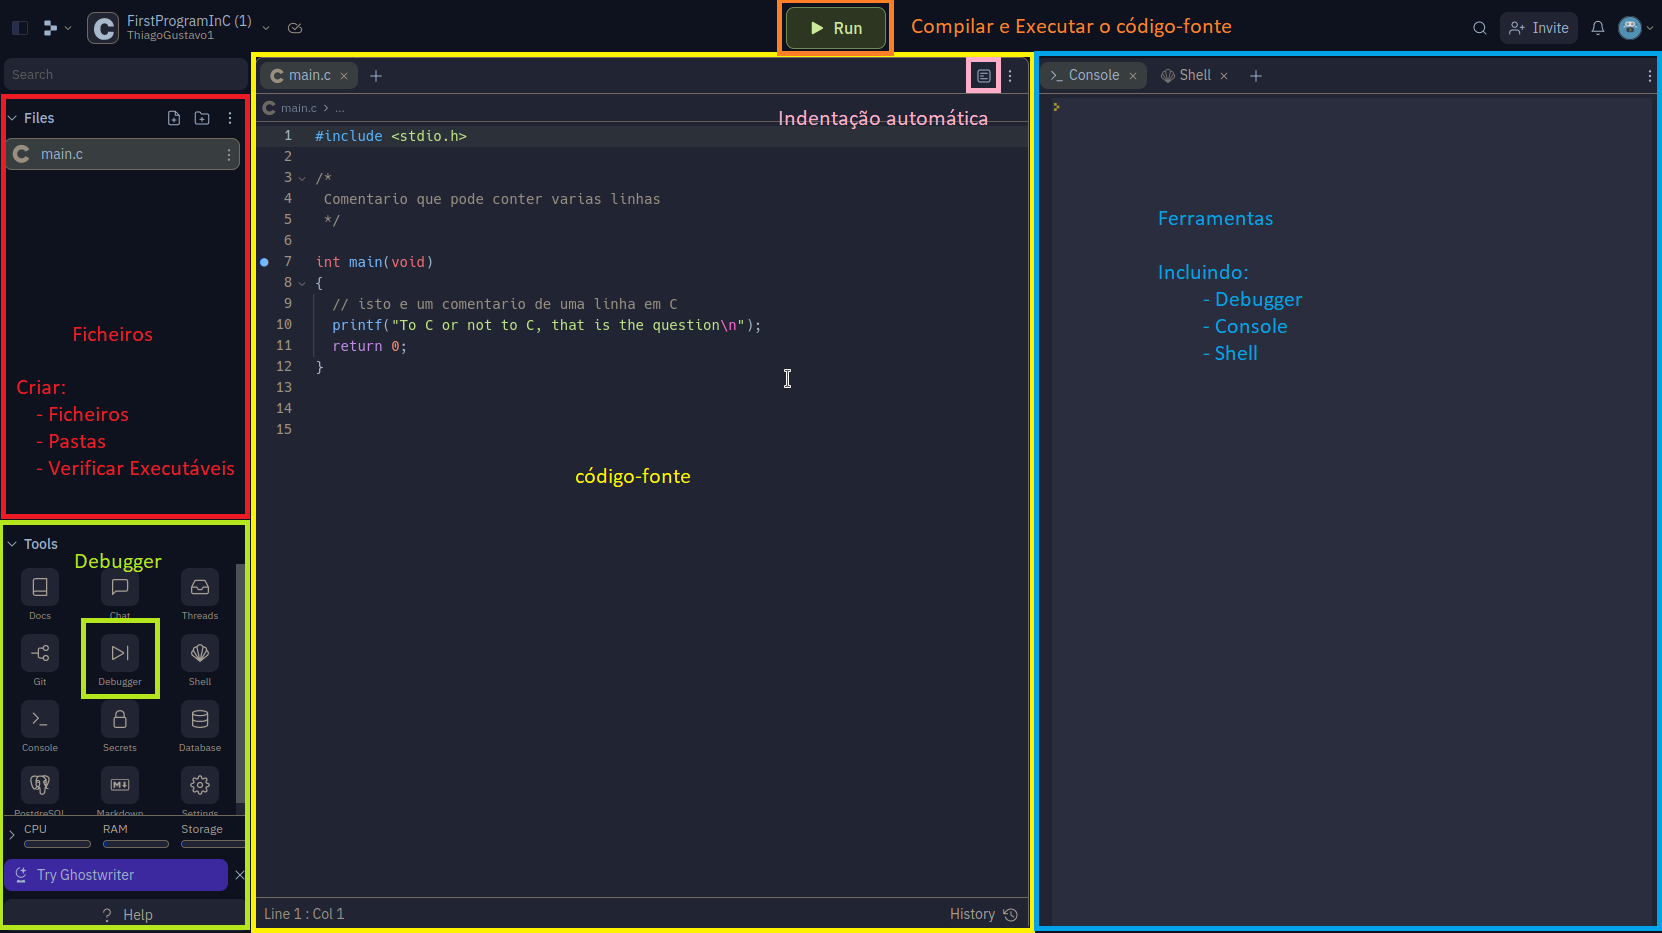 FirstProgramInC (1)
ThiagoGustavo1
Run
Compilar e Executar o código-fonte
Invite
Search
Files
main.c
Ficheiros
Criar:
- Ficheiros
- Pastas
- Verificar Executáveis
Tools
Debugger
Docs
Chat
Threads
Git
Debugger
Shell
Console
Secrets
Database
PostgreSQL
Markdown
Settings
CPU
RAM
Storage
Try Ghostwriter
? Help
main.c
main.c > ...
Indentação automática
1 #include <stdio.h>
2
3 /*
4 Comentario que pode conter varias linhas
5 */
6
7 int main(void)
8 {
9 // isto e um comentario de uma linha em C
10 printf("To C or not to C, that is the question\n");
11 return 0;
12 }
13
14
15
código-fonte
Line 1 : Col 1
History
Console
Shell
Ferramentas
Incluindo:
- Debugger
- Console
- Shell